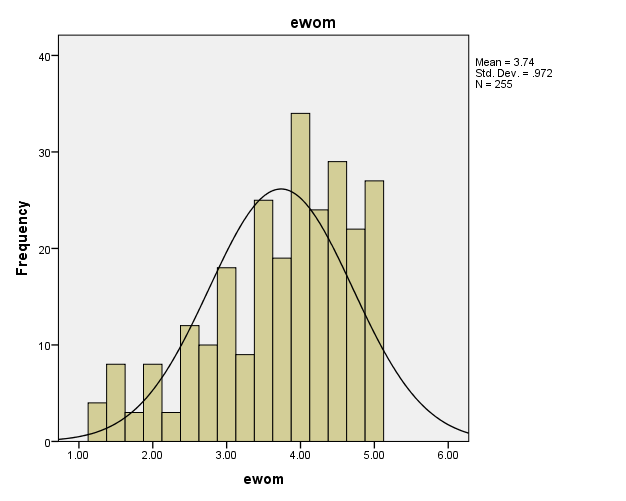 ewom
Mean = 3.74
Std. Dev. = .972
N = 255
Frequency
40
30
20
10
0
1.00 2.00 3.00 4.00 5.00 6.00
ewom